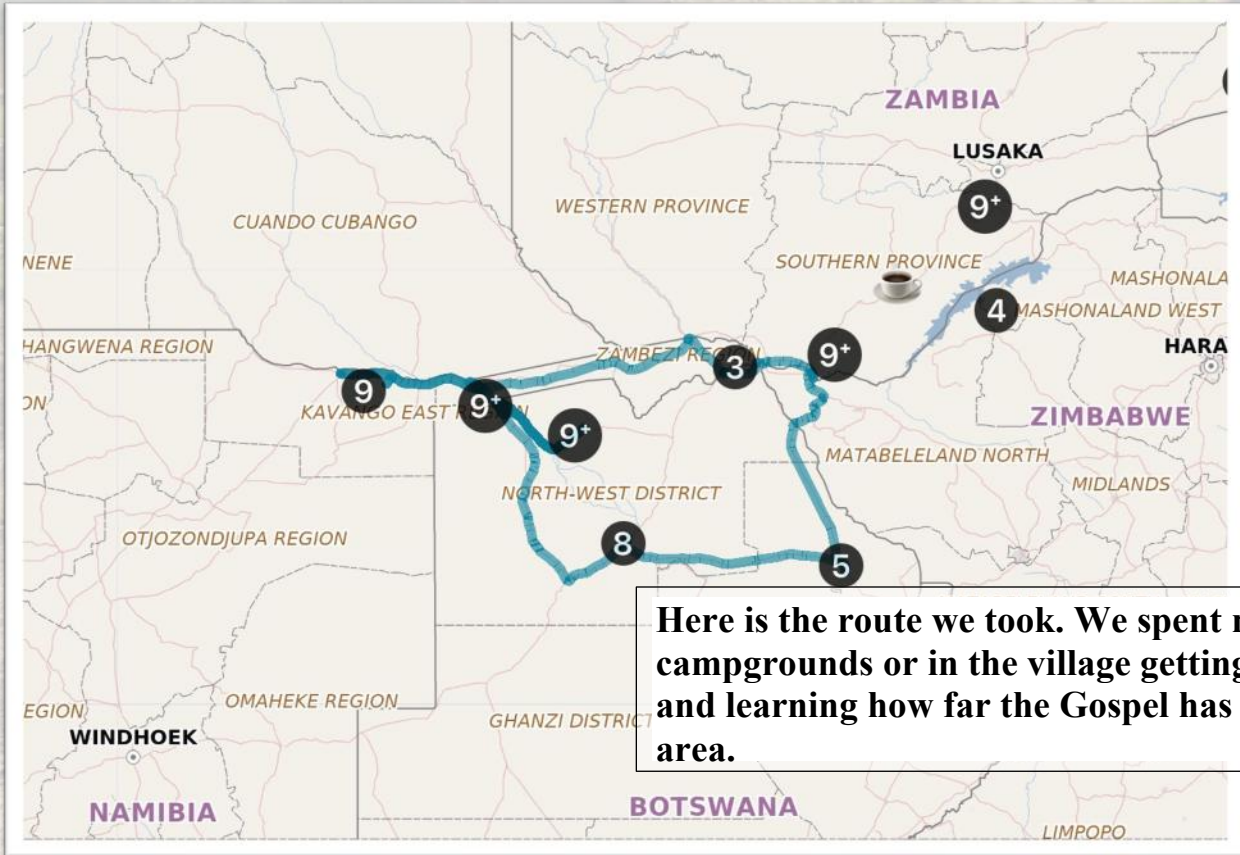 ZAMBIA
LUSAKA
9+
WESTERN PROVINCE
CUANDO CUBANGO
SOUTHERN PROVINCE
NENE
MASHONALA
4
MASHONALAND WEST
HANGWENA REGION
HARA
ZAMBEZI RE
N
3
9+
9
KAVANGO EAST RE
N
9+
9+
ON
ZIMBABWE
MATABELELAND NORTH
MIDLANDS
NORTH-WEST DISTRICT
OTJOZONDJUPA REGION
8
5
Here is the route we took. We spent
campgrounds or in the village getting
and learning how far the Gospel has
area.
OMAHEKE REGION
EGION
GHANZI DISTRICT
WINDHOEK
NAMIBIA
BOTSWANA
LIMPOPO